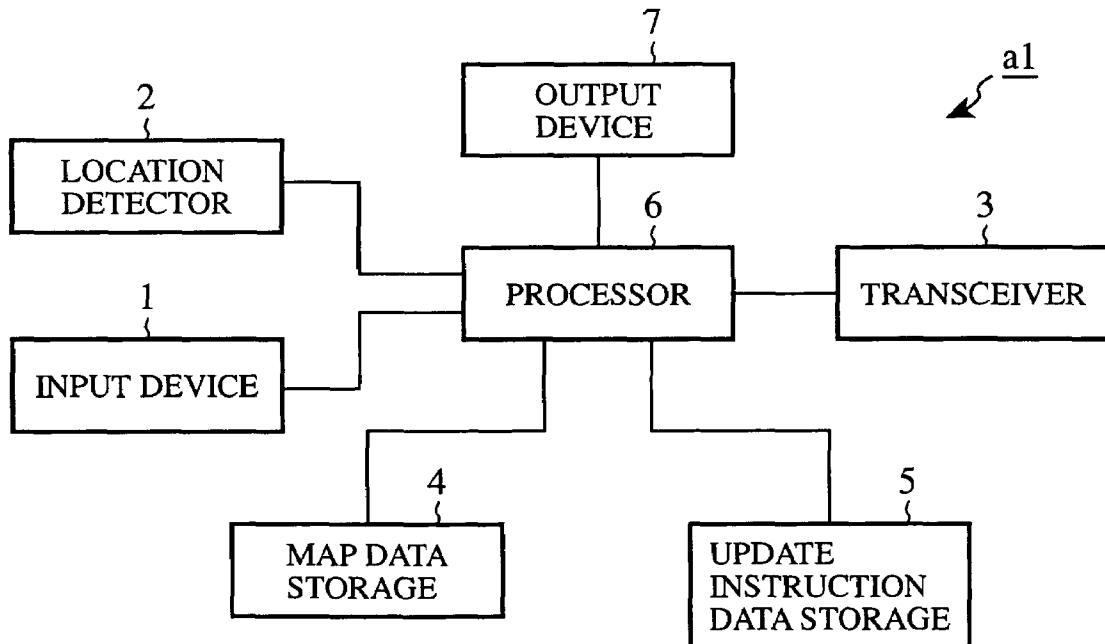 7
OUTPUT
DEVICE
a1
2
LOCATION
DETECTOR
6
PROCESSOR
3
TRANSCEIVER
1
INPUT DEVICE
4
MAP DATA
STORAGE
5
UPDATE
INSTRUCTION
DATA STORAGE